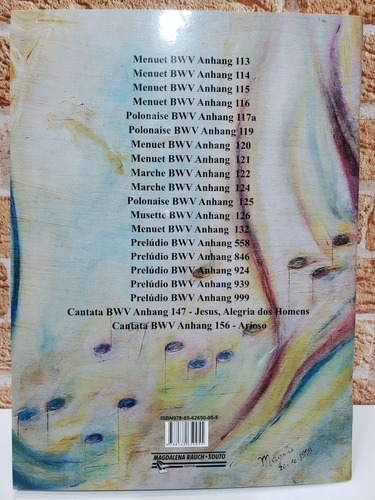 Menuet BWV Anhang 113
Menuet BWV Anhang 114
Menuet BWV Anhang 115
Menuet BWV Anhang 116
Polonaise BWV Anhang 117a
Polonaise BWV Anhang 119
Menuet BWV Anhang 120
Menuet BWV Anhang 121
Marche BWV Anhang 122
Marche BWV Anhang 124
Polonaise BWV Anhang 125
Musette BWV Anhang 126
Menuet BWV Anhang 132
Prelúdio BWV Anhang 558
Prelúdio BWV Anhang 846
Prelúdio BWV Anhang 924
Prelúdio BWV Anhang 939
Prelúdio BWV Anhang 999
Cantata BWV Anhang 147 - Jesus, Alegria dos Homens
Cantata BWV Anhang 156 - Arioso
MAGDALENA RAUCH • SOUTO